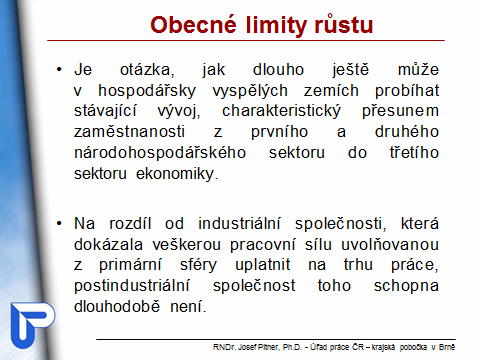 Obecné limity růstu
• Je otázka, jak dlouho ještě může
v hospodářsky vyspělých zemích probíhat
stávající vývoj, charakteristický přesunem
zaměstnanosti z prvního a druhého
národohospodářského sektoru do třetího
sektoru ekonomiky.
• Na rozdíl od industriální společnosti, která
dokázala veškerou pracovní sílu uvolňovanou
z primární sféry uplatnit na trhu práce,
postindustriální společnost toho schopna
dlouhodobě není.
RNDr. Josef Pitner, Ph.D. - Úřad práce ČR – krajská pobočka v Brně